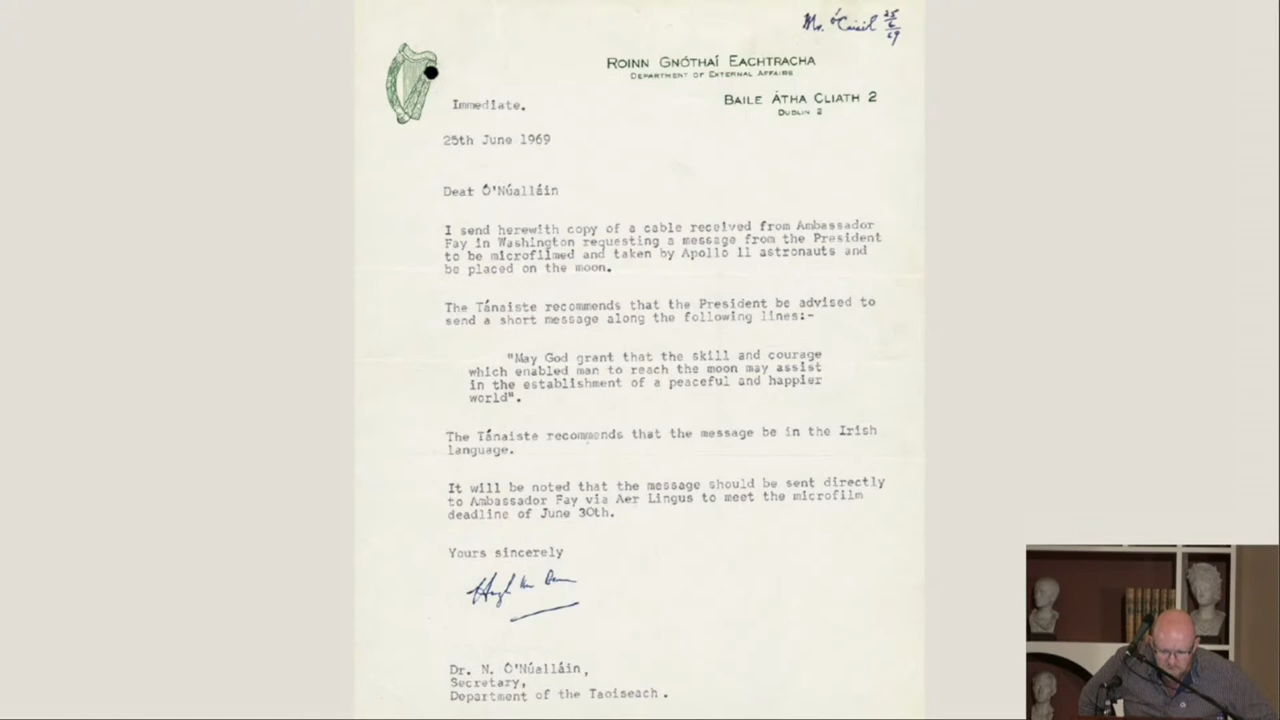 Mr. Ó'Caisil 25/6/69
ROINN GNÓTHAÍ EACHTRACHA
DEPARTMENT OF EXTERNAL AFFAIRS
BAILE ÁTHA CLIATH 2
DUBLIN 2
Immediate.
25th June 1969
Deat Ó'Núalláin
I send herewith copy of a cable received from Ambassador
Fay in Washington requesting a message from the President
to be microfilmed and taken by Apollo 11 astronauts and
be placed on the moon.
The Tánaiste recommends that the President be advised to
send a short message along the following lines:-
"May God grant that the skill and courage
which enabled man to reach the moon may assist
in the establishment of a peaceful and happier
world".
The Tánaiste recommends that the message be in the Irish
language.
It will be noted that the message should be sent directly
to Ambassador Fay via Aer Lingus to meet the microfilm
deadline of June 30th.
Yours sincerely
Hugh
Dr. N. Ó'Núalláin,
Secretary,
Department of the Taoiseach.